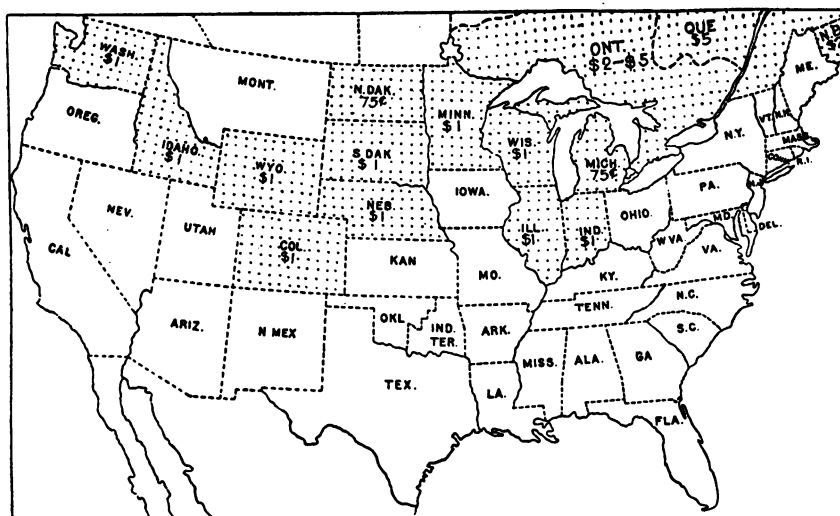 WASH.
$1
MONT.
N.DAK.
75¢
MINN.
$1
ONT.
$2-$5
QUE
$5
ME.
OREG.
IDAHO.
$1
WYO.
$1
S.DAK
$1
WIS.
$1
MICH
75¢
N.Y.
VT.
N.H.
MASS.
R.I.
NEV.
UTAH
NEB
$1
IOWA.
ILL
$1
IND.
$1
OHIO.
PA.
MD.
DEL.
CAL
COL.
$1
KAN
MO.
KY.
W VA
VA.
ARIZ.
N MEX
OKL
IND.
TER.
ARK.
TENN.
N.C.
S.C.
TEX.
LA.
MISS.
ALA.
GA
FLA.